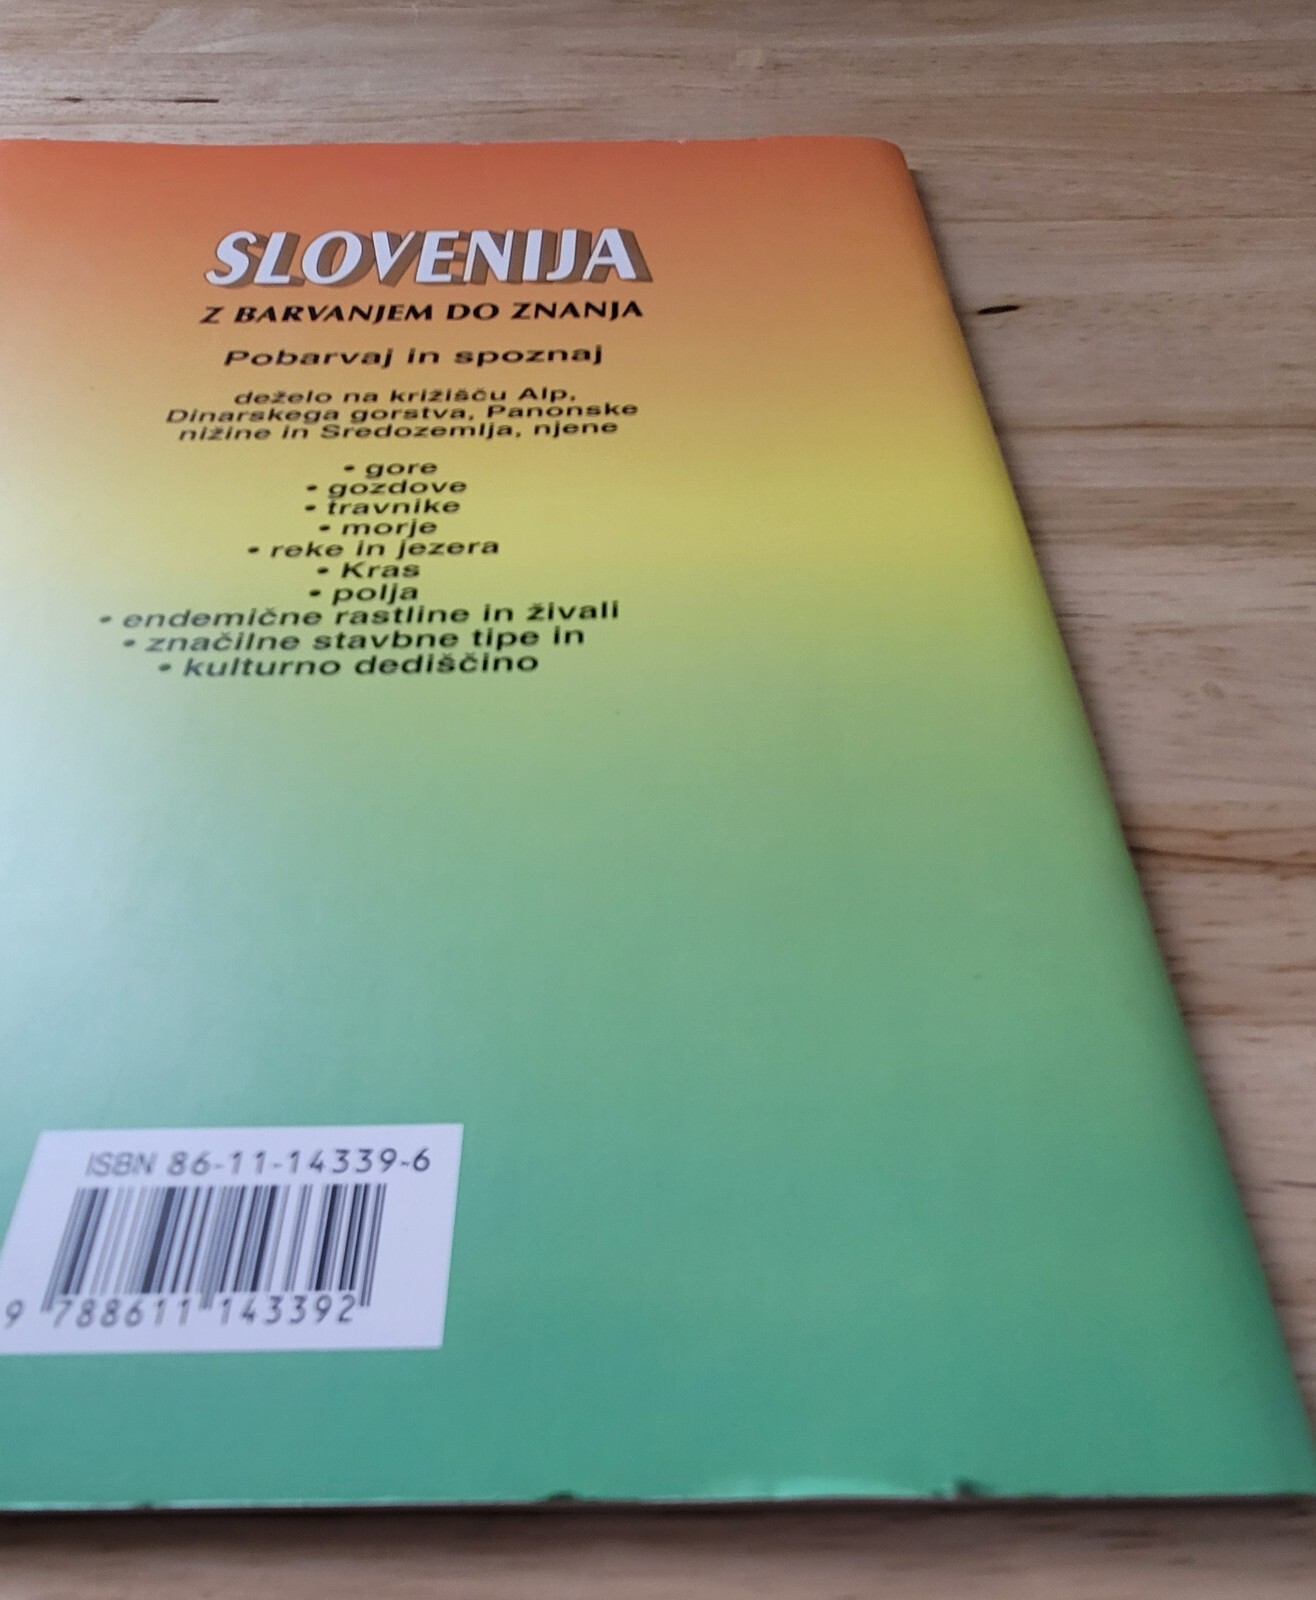 SLOVENIJA
Z BARVANJEM DO ZNANJA
Pobarvaj in spoznaj
deželo na križišču Alp,
Dinarskega gorstva, Panonske
nižine in Sredozemlja, njene
• gore
• gozdove
• travnike
• morje
• reke in jezera
• Kras
• polja
• endemične rastline in živali
• značilne stavbne tipe in
• kulturno dediščino
ISBN 86-11-14339-6
9 788611 143392